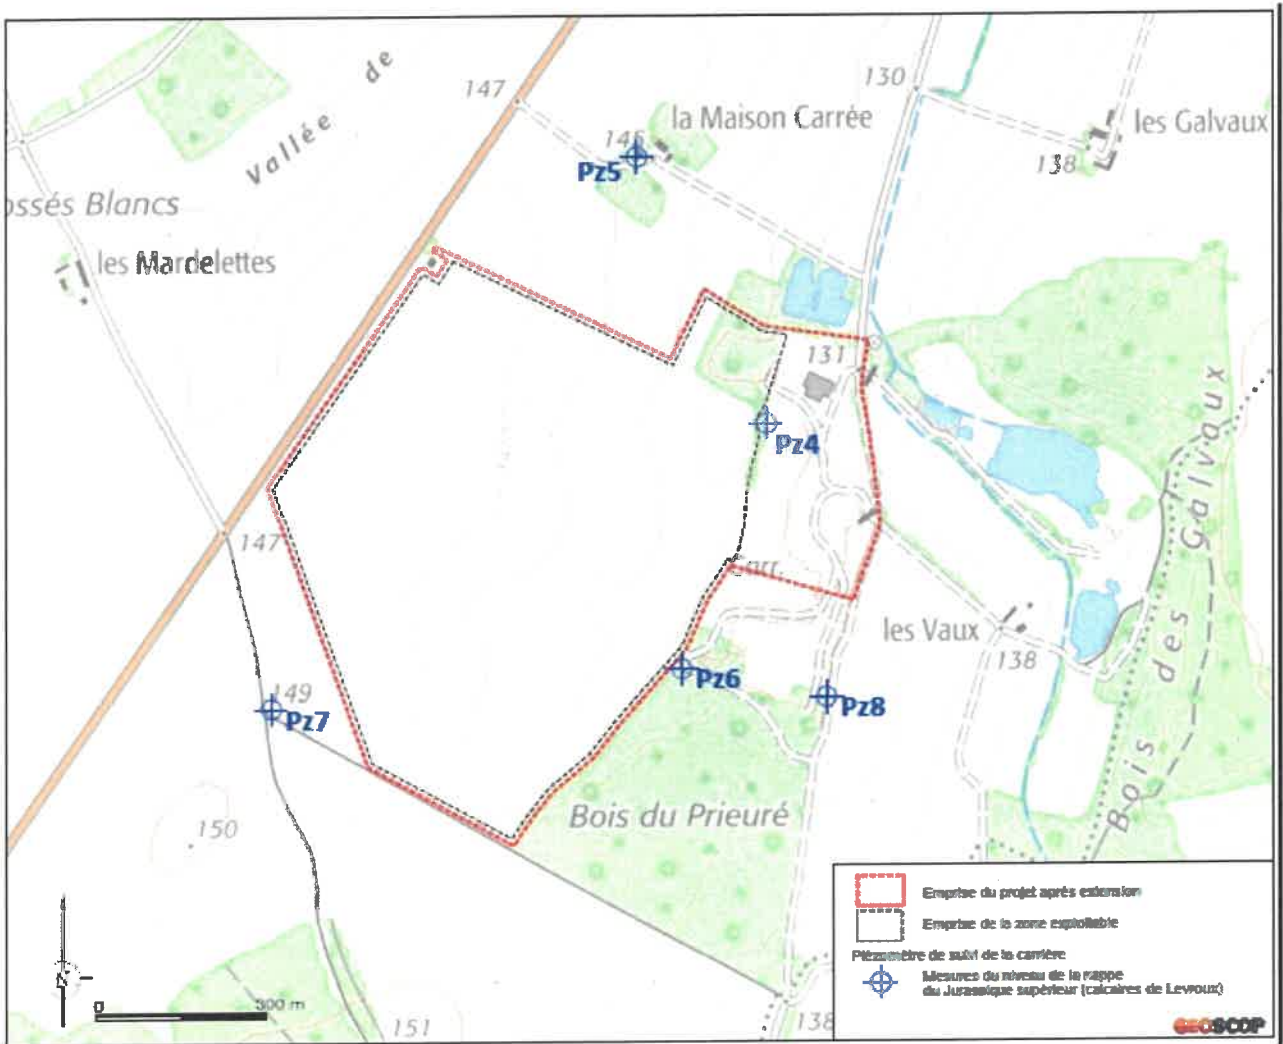 Vallée de
147
130
la Maison Carrée
les Galvaux
145
138
Pz5
ossés Blancs
les Mardelettes
131
Pz4
147
Corr.
les Vaux
138
Bois des Galvaux
149
Pz7
Pz6
Pz8
Bois du Prieuré
150
151
138
0
300 m
Emprise du projet après extension
Emprise de la zone exploitable
Piézomètre de suivi de la carrière
Mesures du niveau de la nappe
du Jurassique supérieur (calcaires de Levroux)
GEOSCOP